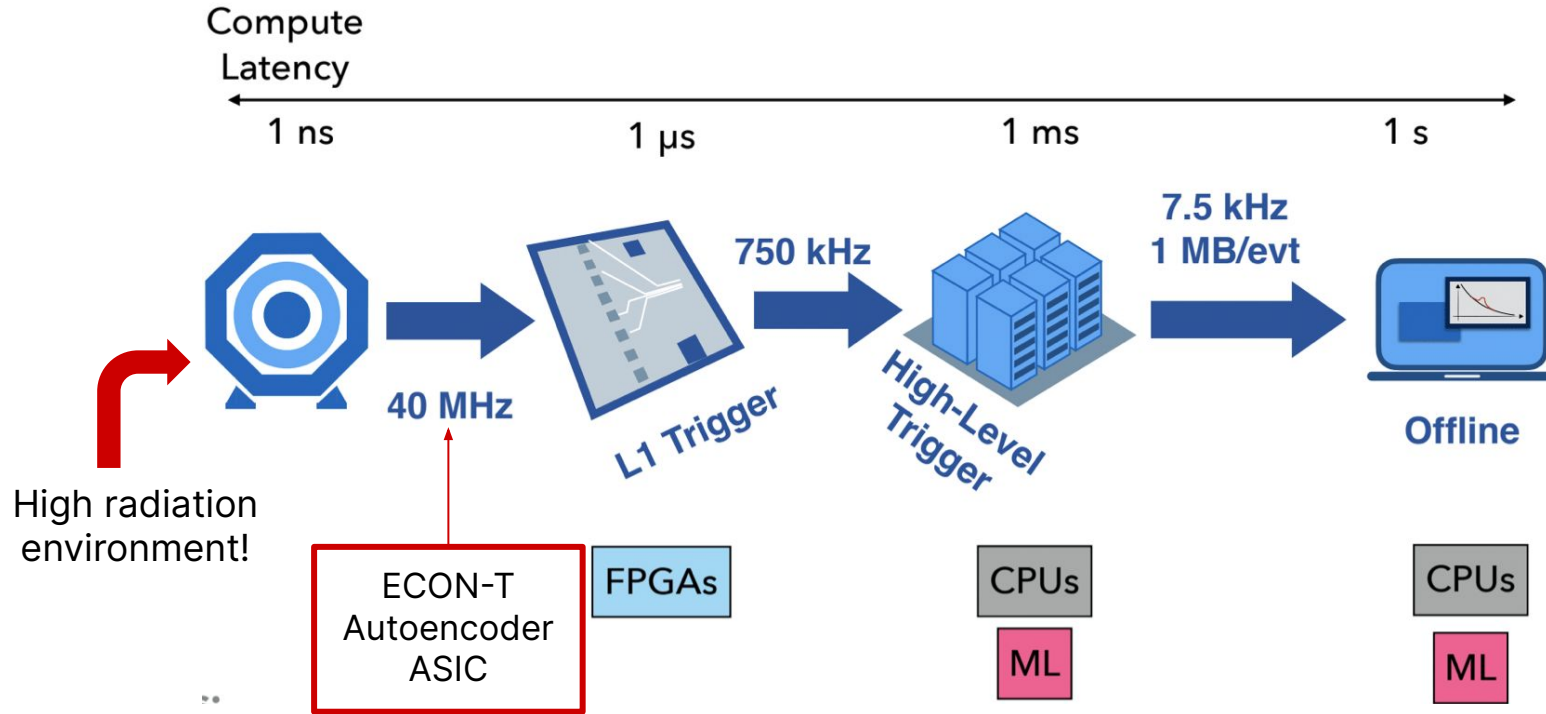 Compute
Latency
1 ns
1 µs
1 ms
1 s
40 MHz
L1 Trigger
750 kHz
High-Level
Trigger
7.5 kHz
1 MB/evt
Offline
High radiation
environment!
ECON-T
Autoencoder
ASIC
FPGAs
CPUs
ML
CPUs
ML